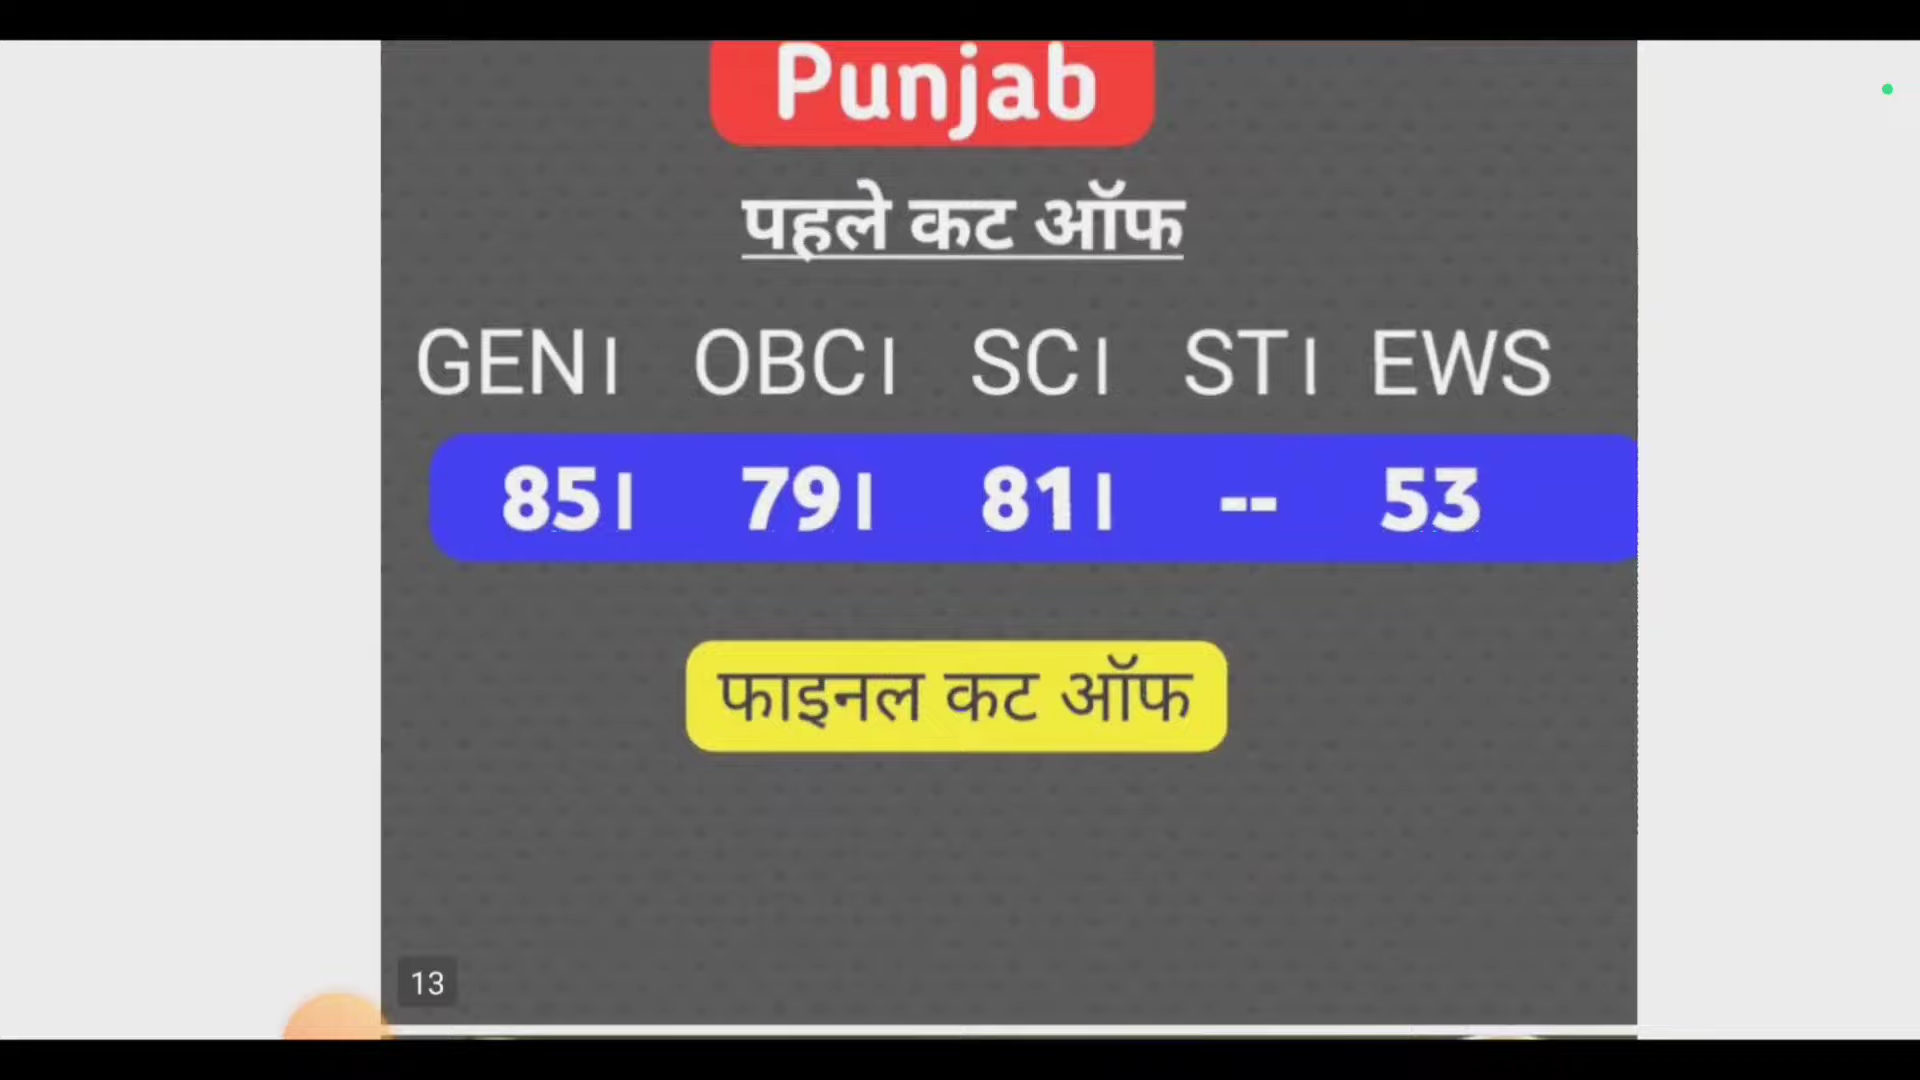 Punjab
पहले कट ऑफ
GEN। OBC। SC। ST। EWS
85। 79। 81। -- 53
फाइनल कट ऑफ
13